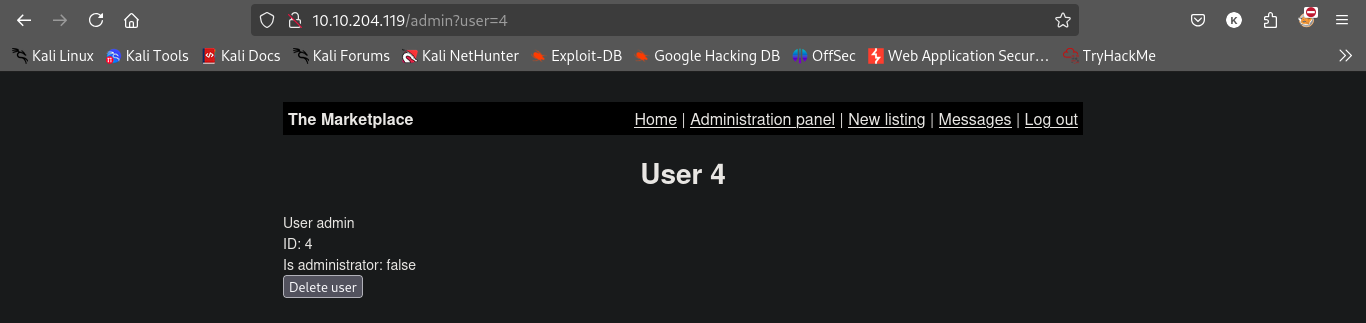 10.10.204.119/admin?user=4
Kali Linux Kali Tools Kali Docs Kali Forums Kali NetHunter Exploit-DB Google Hacking DB OffSec Web Application Secur… TryHackMe
The Marketplace Home | Administration panel | New listing | Messages | Log out
User 4
User admin
ID: 4
Is administrator: false
Delete user